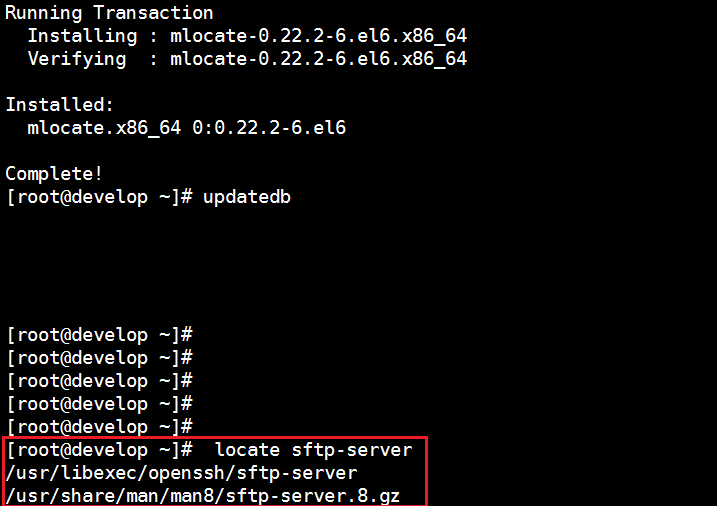 Running Transaction
  Installing : mlocate-0.22.2-6.el6.x86_64
  Verifying  : mlocate-0.22.2-6.el6.x86_64
Installed:
  mlocate.x86_64 0:0.22.2-6.el6
Complete!
[root@develop ~]# updatedb
[root@develop ~]#
[root@develop ~]#
[root@develop ~]#
[root@develop ~]#
[root@develop ~]#
[root@develop ~]#  locate sftp-server
/usr/libexec/openssh/sftp-server
/usr/share/man/man8/sftp-server.8.gz